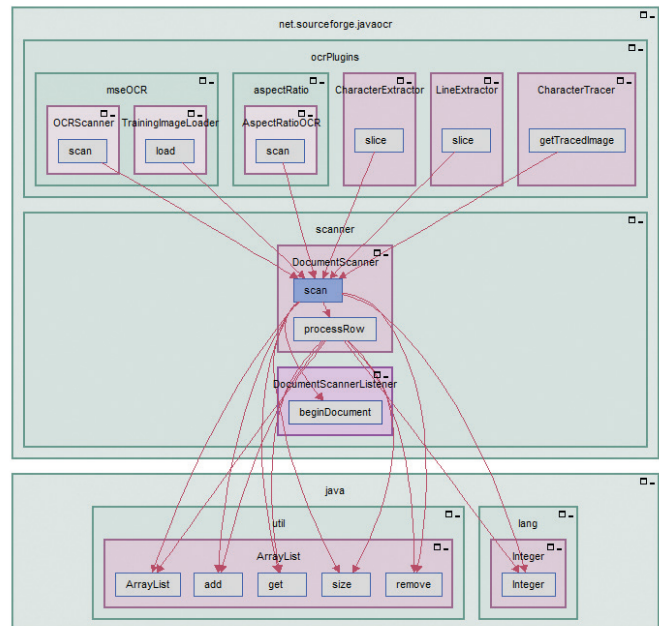 net.sourceforge.javaocr
ocrPlugins
mseOCR
aspectRatio
CharacterExtractor
LineExtractor
CharacterTracer
OCRScanner
TrainingImageLoader
AspectRatioOCR
scan
load
scan
slice
slice
getTracedImage
scanner
DocumentScanner
scan
processRow
DocumentScannerListener
beginDocument
java
util
lang
ArrayList
Integer
ArrayList
add
get
size
remove
Integer